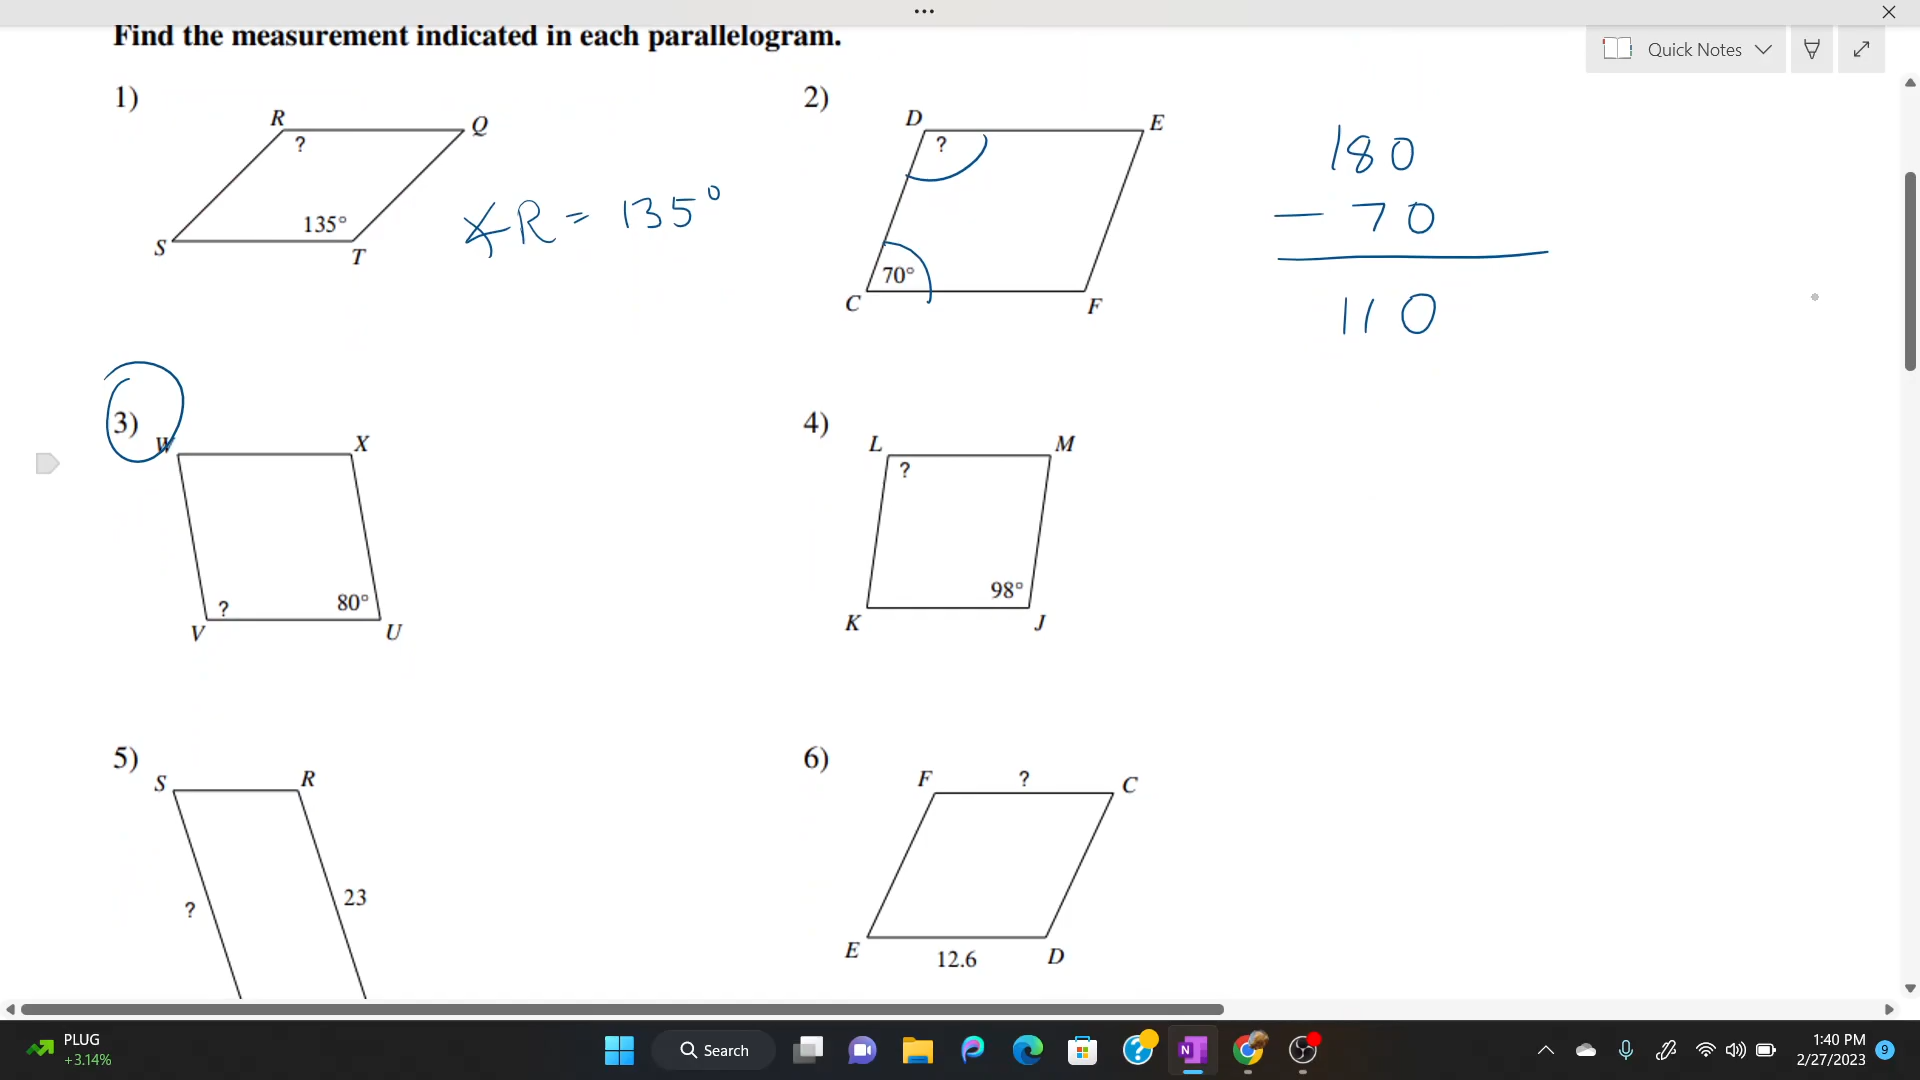 Find the measurement indicated in each parallelogram.
Quick Notes
1)
R
Q
?
135°
S
T
∡R = 135°
2)
D
E
?
70°
C
F
180
- 70
110
3)
W
X
?
80°
V
U
4)
L
M
?
98°
K
J
5)
S
R
?
23
6)
F
?
C
E
12.6
D
PLUG
+3.14%
Search
1:40 PM
2/27/2023
9